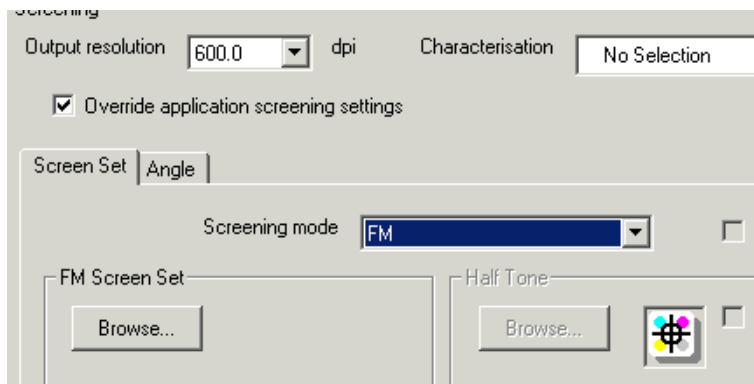 Screening
Output resolution 600.0 dpi Characterisation No Selection
Override application screening settings
Screen Set Angle
Screening mode FM
FM Screen Set Half Tone
Browse... Browse...